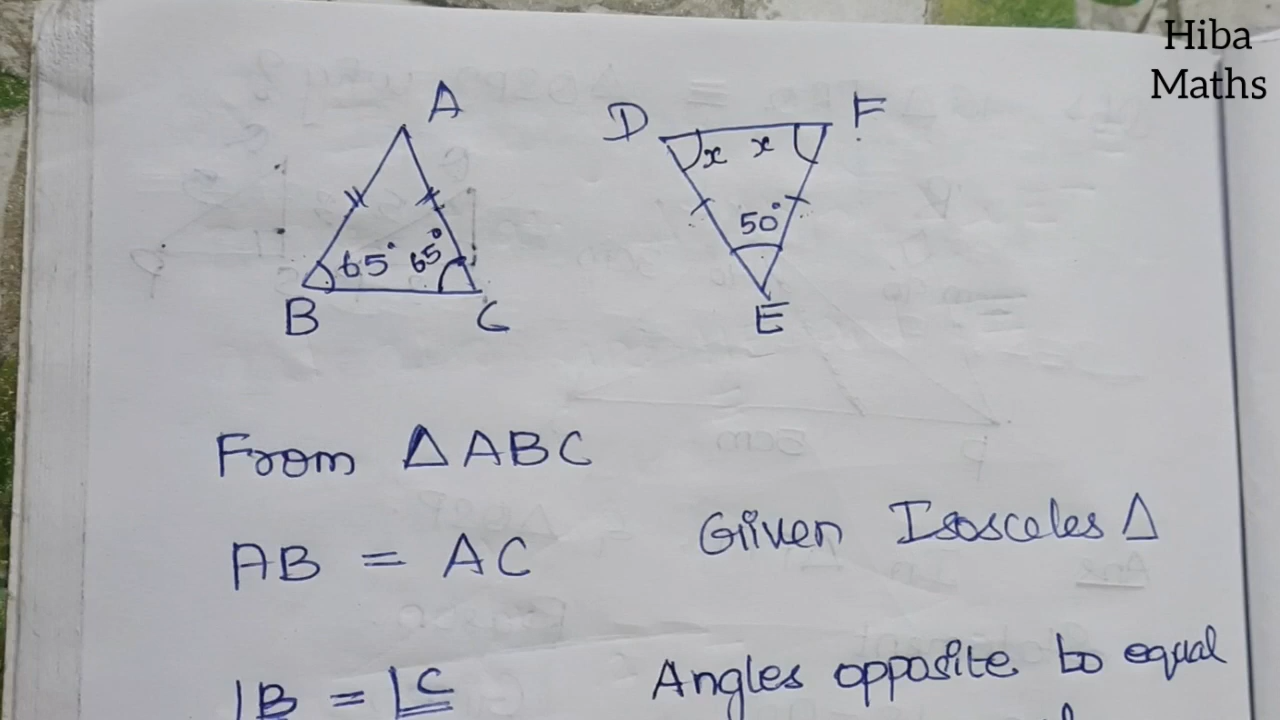 Hiba
Maths
A
D
F
x x
50°
65° 65°
B
C
E
From △ABC
Given Isosceles △
AB = AC
Angles opposite to equal
∠B = ∠C